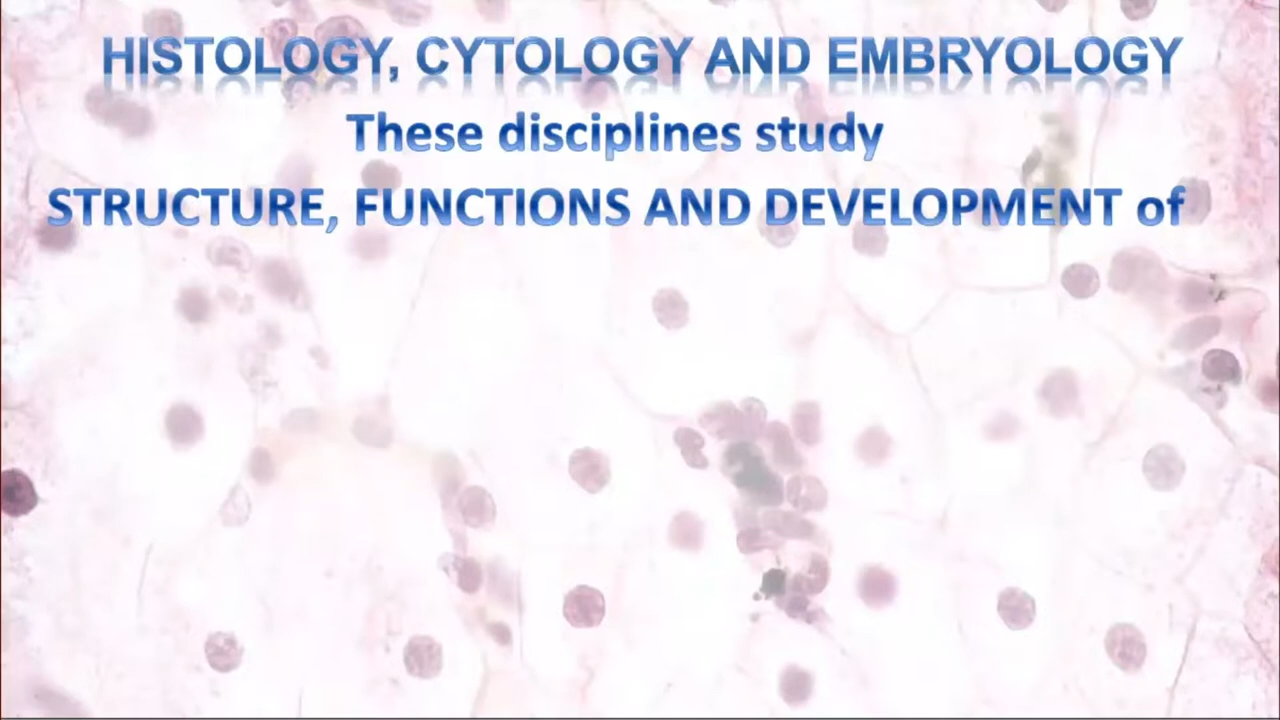 HISTOLOGY, CYTOLOGY AND EMBRYOLOGY
These disciplines study
STRUCTURE, FUNCTIONS AND DEVELOPMENT of